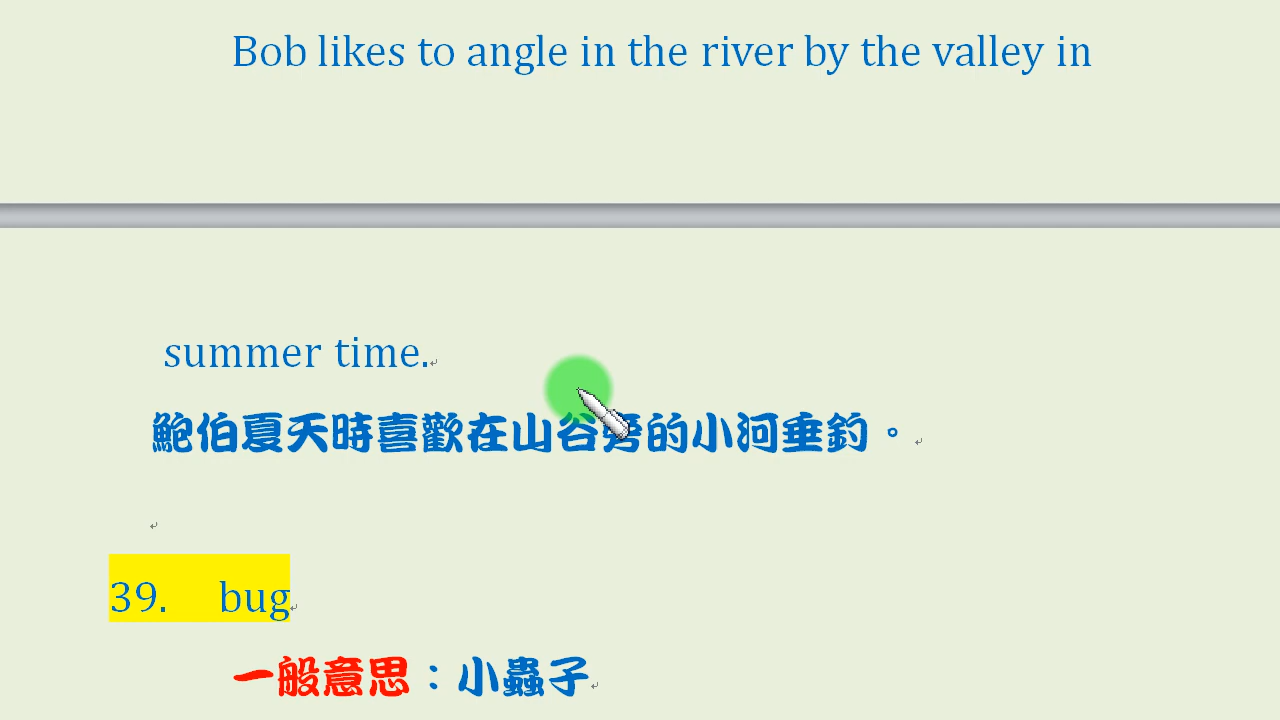 Bob likes to angle in the river by the valley in
summer time.
鮑伯夏天時喜歡在山谷旁的小河垂釣。
39. bug
一般意思：小蟲子